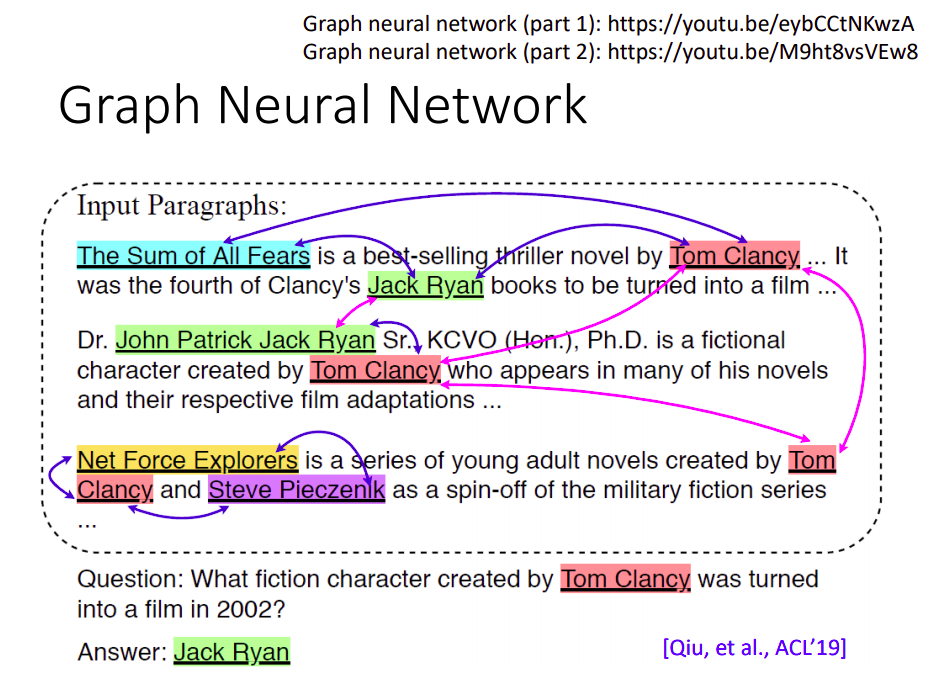 Graph neural network (part 1): https://youtu.be/eybCCtNKwzA
Graph neural network (part 2): https://youtu.be/M9ht8vsVEw8
Graph Neural Network
Input Paragraphs:
The Sum of All Fears is a best-selling thriller novel by Tom Clancy ... It
was the fourth of Clancy's Jack Ryan books to be turned into a film ...
Dr. John Patrick Jack Ryan Sr., KCVO (Hon.), Ph.D. is a fictional
character created by Tom Clancy who appears in many of his novels
and their respective film adaptations ...
Net Force Explorers is a series of young adult novels created by Tom
Clancy and Steve Pieczenik as a spin-off of the military fiction series
...
Question: What fiction character created by Tom Clancy was turned
into a film in 2002?
Answer: Jack Ryan
[Qiu, et al., ACL’19]